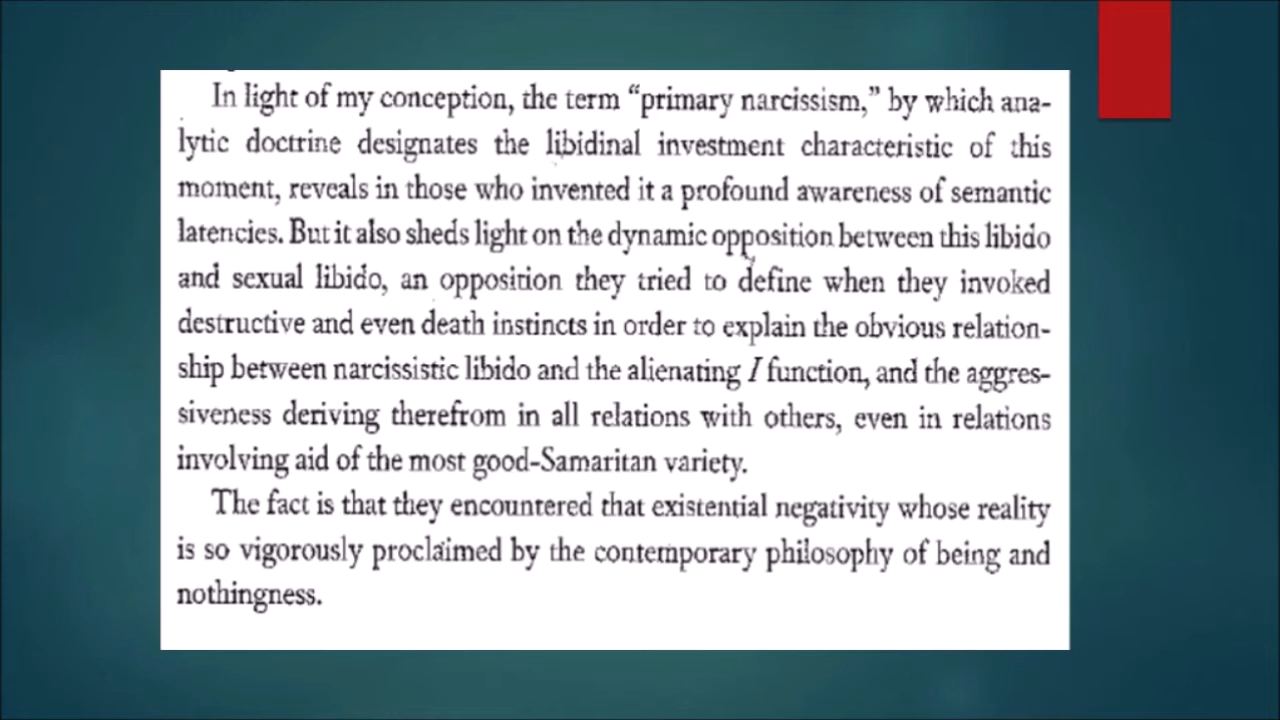 In light of my conception, the term “primary narcissism,” by which ana-
lytic doctrine designates the libidinal investment characteristic of this
moment, reveals in those who invented it a profound awareness of semantic
latencies. But it also sheds light on the dynamic opposition between this libido
and sexual libido, an opposition they tried to define when they invoked
destructive and even death instincts in order to explain the obvious relation-
ship between narcissistic libido and the alienating I function, and the aggres-
siveness deriving therefrom in all relations with others, even in relations
involving aid of the most good-Samaritan variety.
The fact is that they encountered that existential negativity whose reality
is so vigorously proclaimed by the contemporary philosophy of being and
nothingness.